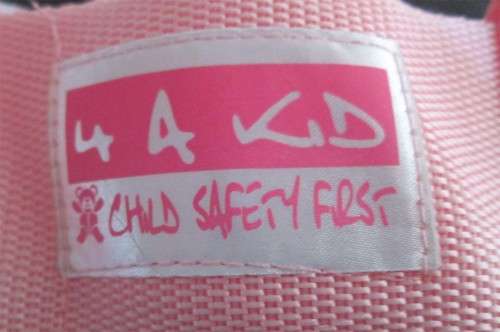 4 A KiD
CHiLD SAFETY FiRST